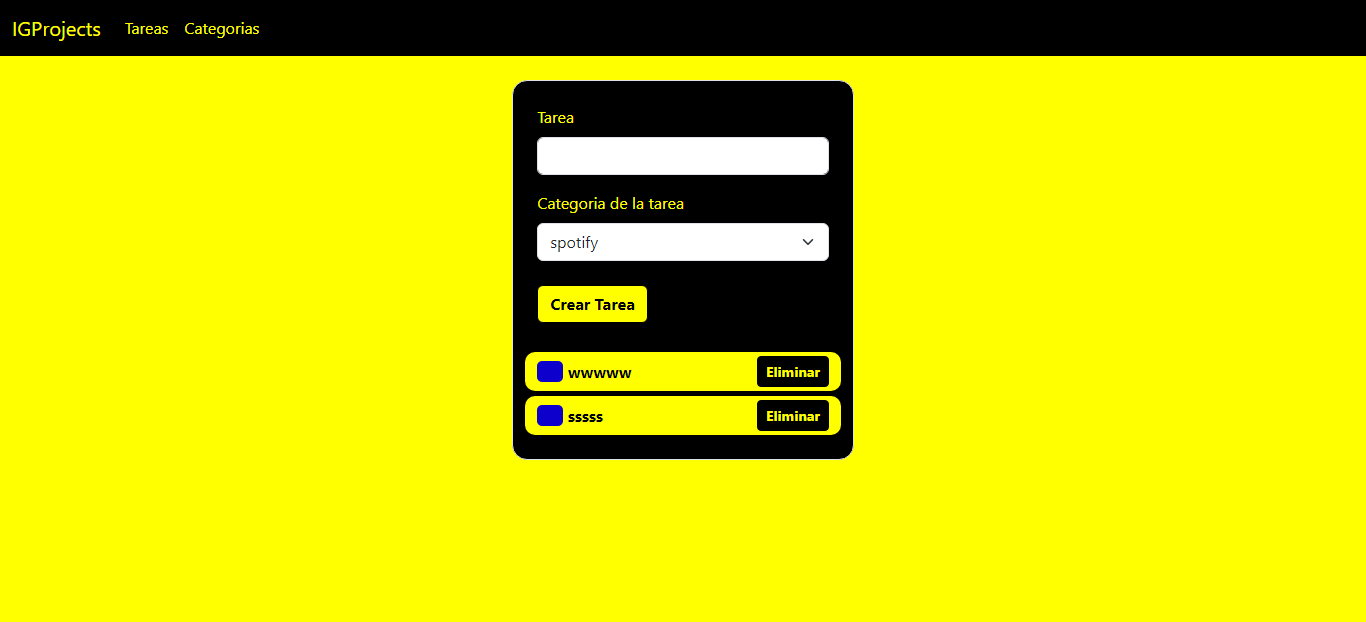 IGProjects Tareas Categorias
Tarea
Categoria de la tarea
spotify
Crear Tarea
wwwww Eliminar
sssss Eliminar